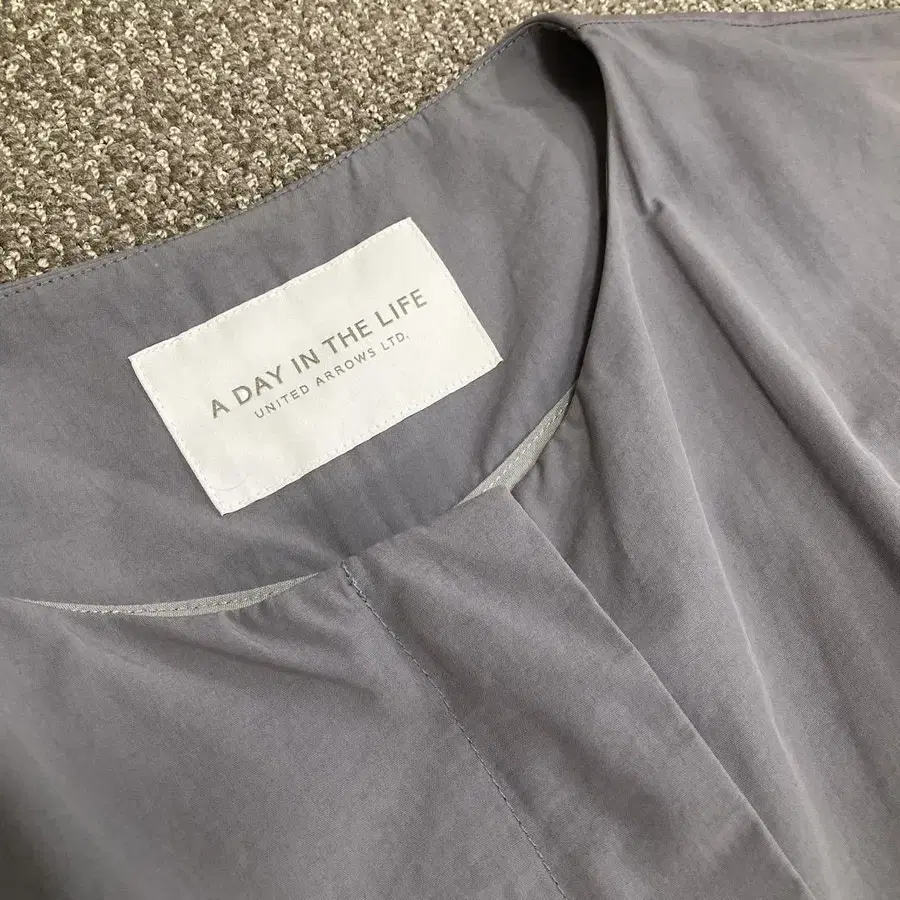 A DAY IN THE LIFE
UNITED ARROWS LTD.